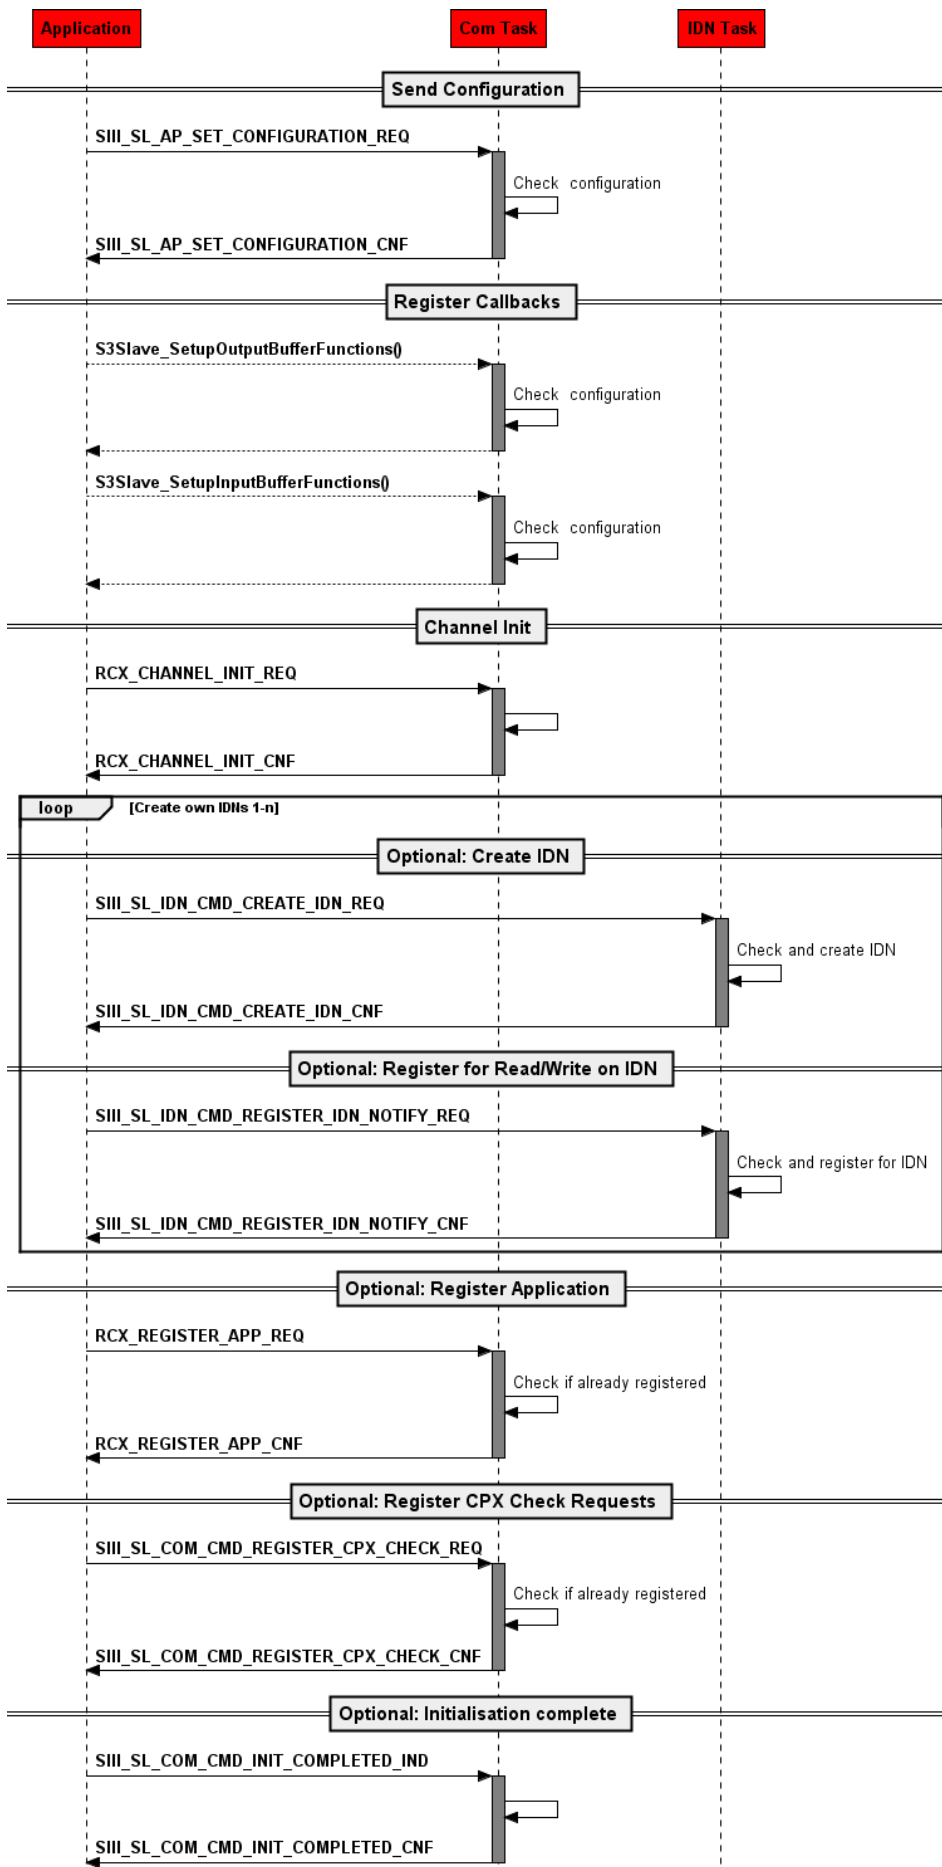 Application Com Task IDN Task
Send Configuration
SIII_SL_AP_SET_CONFIGURATION_REQ
Check configuration
SIII_SL_AP_SET_CONFIGURATION_CNF
Register Callbacks
S3Slave_SetupOutputBufferFunctions()
Check configuration
S3Slave_SetupInputBufferFunctions()
Check configuration
Channel Init
RCX_CHANNEL_INIT_REQ
RCX_CHANNEL_INIT_CNF
loop [Create own IDNs 1-n]
Optional: Create IDN
SIII_SL_IDN_CMD_CREATE_IDN_REQ
Check and create IDN
SIII_SL_IDN_CMD_CREATE_IDN_CNF
Optional: Register for Read/Write on IDN
SIII_SL_IDN_CMD_REGISTER_IDN_NOTIFY_REQ
Check and register for IDN
SIII_SL_IDN_CMD_REGISTER_IDN_NOTIFY_CNF
Optional: Register Application
RCX_REGISTER_APP_REQ
Check if already registered
RCX_REGISTER_APP_CNF
Optional: Register CPX Check Requests
SIII_SL_COM_CMD_REGISTER_CPX_CHECK_REQ
Check if already registered
SIII_SL_COM_CMD_REGISTER_CPX_CHECK_CNF
Optional: Initialisation complete
SIII_SL_COM_CMD_INIT_COMPLETED_IND
SIII_SL_COM_CMD_INIT_COMPLETED_CNF